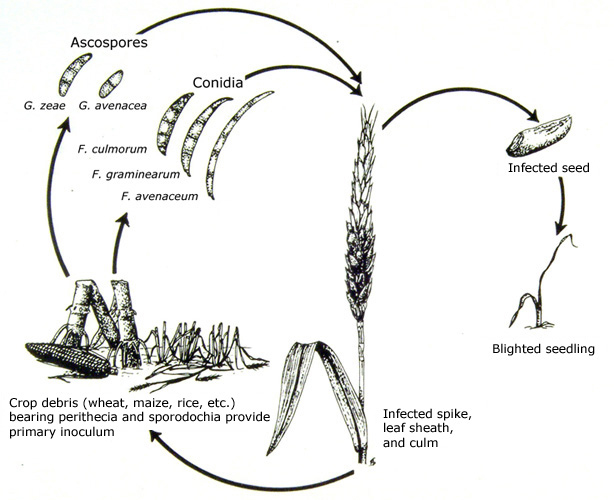 Ascospores
G. zeae
G. avenacea
Conidia
F. culmorum
F. graminearum
F. avenaceum
Infected seed
Blighted seedling
Crop debris (wheat, maize, rice, etc.)
bearing perithecia and sporodochia provide
primary inoculum
Infected spike,
leaf sheath,
and culm